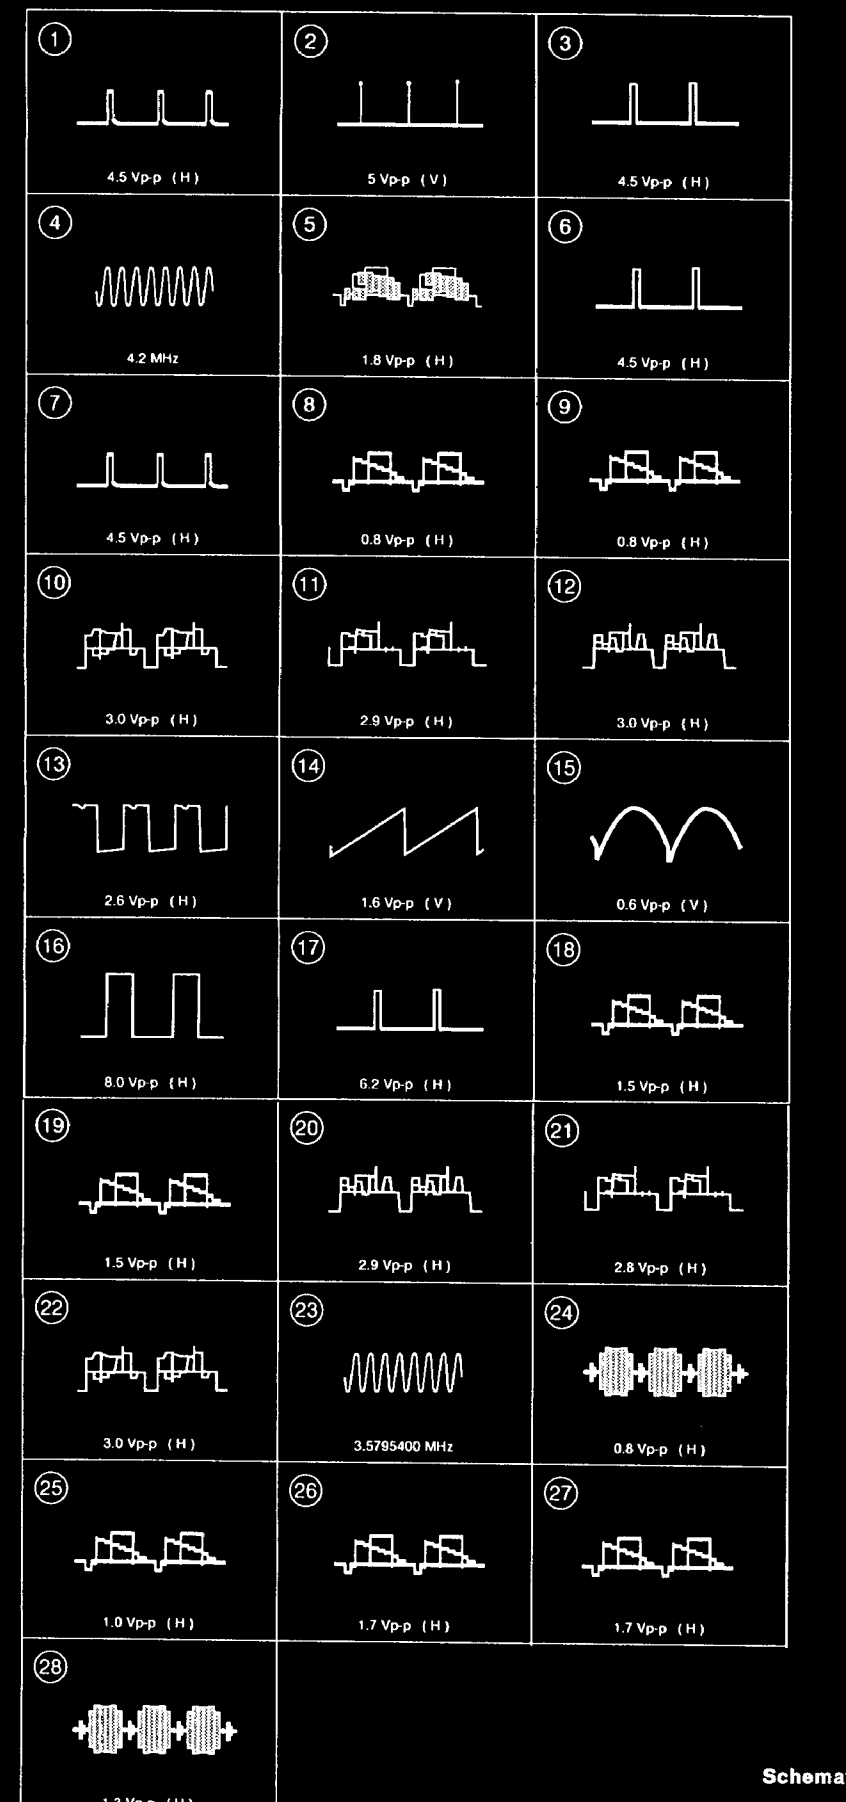 1 2 3
4.5 Vp-p (H) 5 Vp-p (V) 4.5 Vp-p (H)
4 5 6
4.2 MHz 1.8 Vp-p (H) 4.5 Vp-p (H)
7 8 9
4.5 Vp-p (H) 0.8 Vp-p (H) 0.8 Vp-p (H)
10 11 12
3.0 Vp-p (H) 2.9 Vp-p (H) 3.0 Vp-p (H)
13 14 15
2.6 Vp-p (H) 1.6 Vp-p (V) 0.6 Vp-p (V)
16 17 18
8.0 Vp-p (H) 6.2 Vp-p (H) 1.5 Vp-p (H)
19 20 21
1.5 Vp-p (H) 2.9 Vp-p (H) 2.8 Vp-p (H)
22 23 24
3.0 Vp-p (H) 3.5795400 MHz 0.8 Vp-p (H)
25 26 27
1.0 Vp-p (H) 1.7 Vp-p (H) 1.7 Vp-p (H)
28
Schema